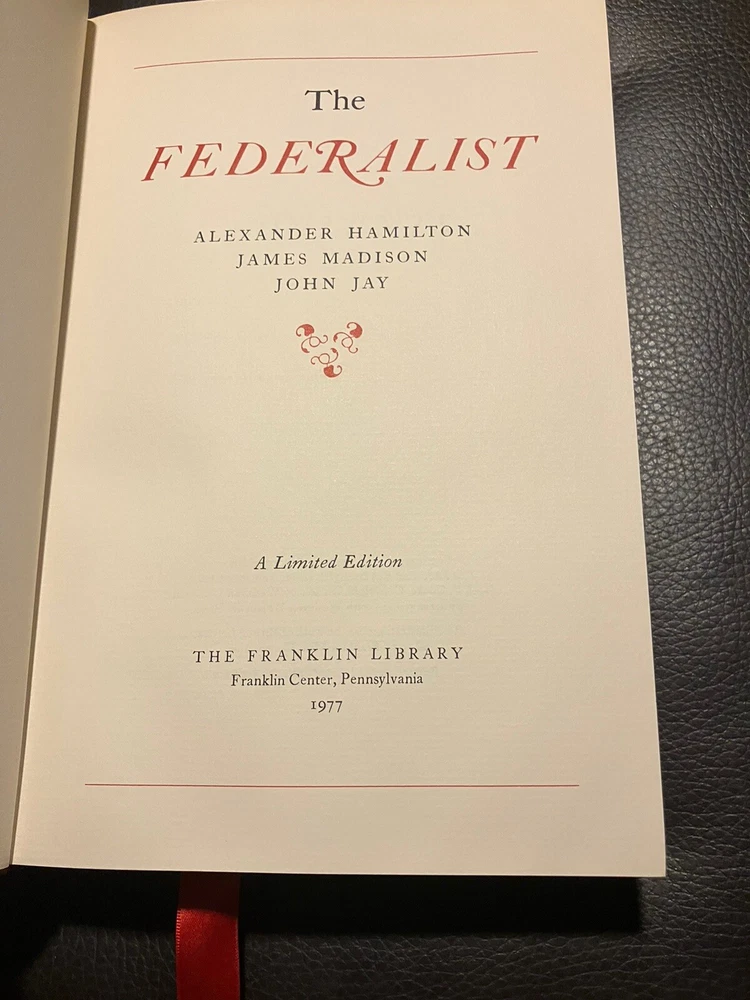 The
FEDERALIST
ALEXANDER HAMILTON
JAMES MADISON
JOHN JAY
A Limited Edition
THE FRANKLIN LIBRARY
Franklin Center, Pennsylvania
1977